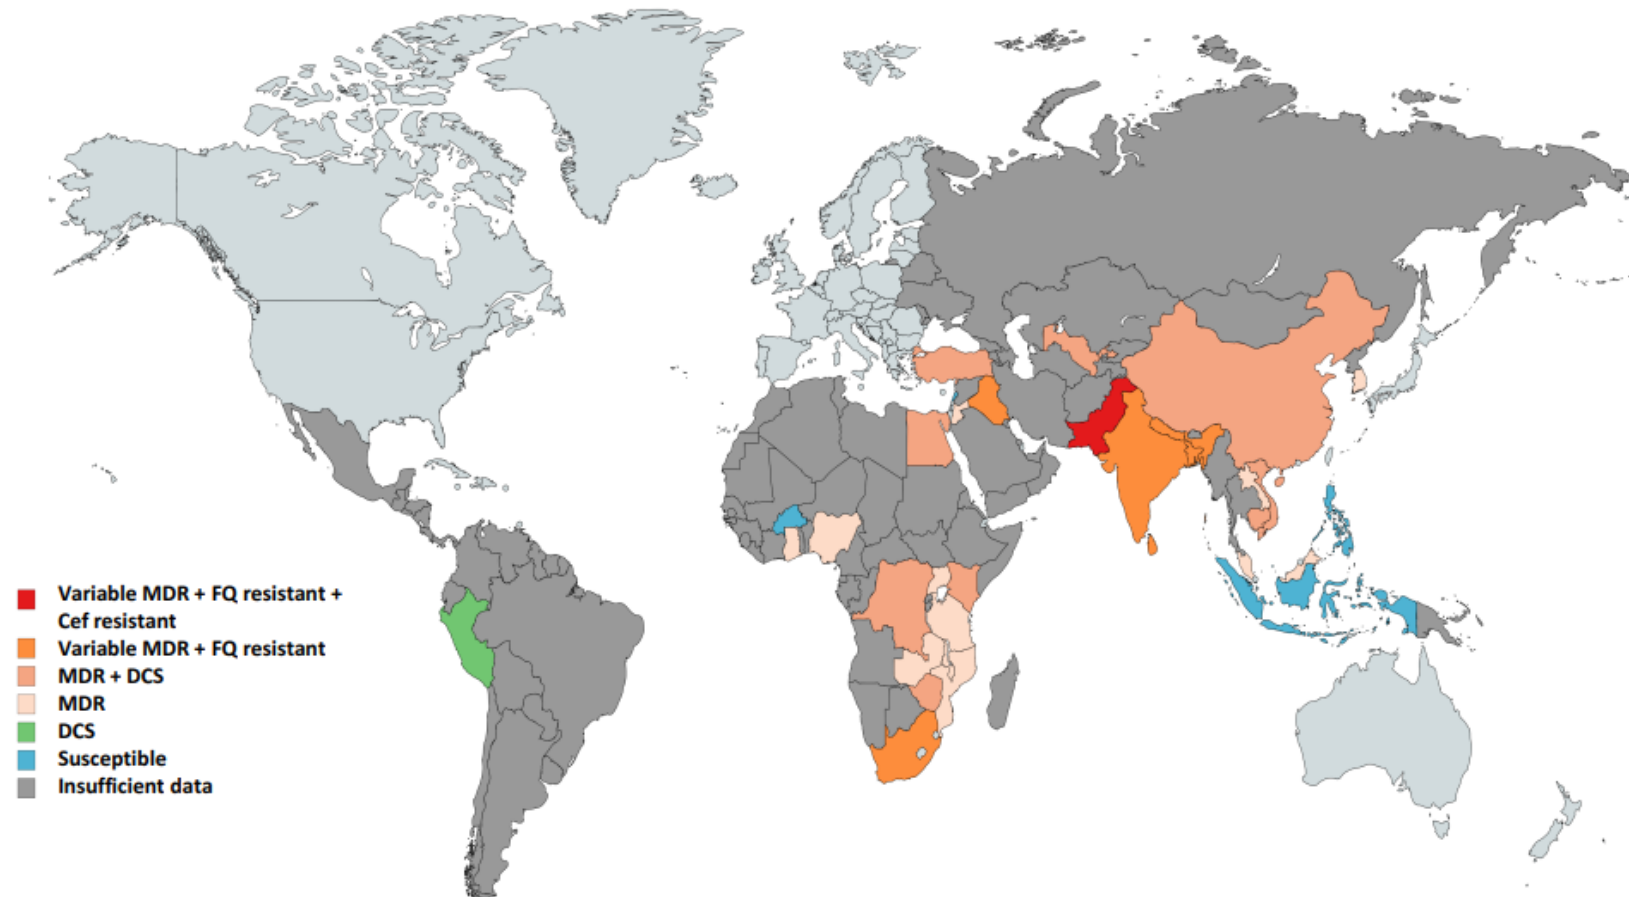 Variable MDR + FQ resistant +
Cef resistant
Variable MDR + FQ resistant
MDR + DCS
MDR
DCS
Susceptible
Insufficient data